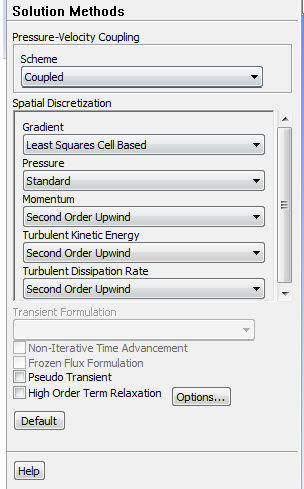 Solution Methods
Pressure-Velocity Coupling
Scheme
Coupled
Spatial Discretization
Gradient
Least Squares Cell Based
Pressure
Standard
Momentum
Second Order Upwind
Turbulent Kinetic Energy
Second Order Upwind
Turbulent Dissipation Rate
Second Order Upwind
Transient Formulation
Non-Iterative Time Advancement
Frozen Flux Formulation
Pseudo Transient
High Order Term Relaxation Options...
Default
Help